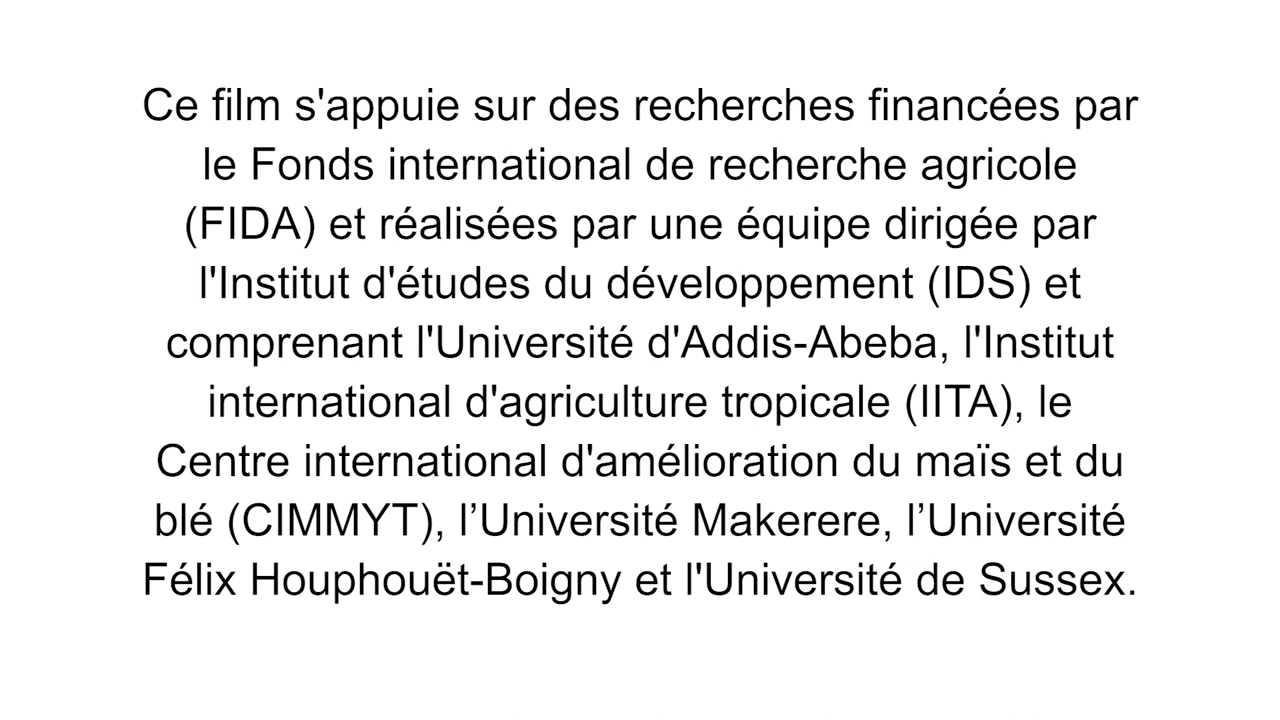 Ce film s'appuie sur des recherches financées par
le Fonds international de recherche agricole
(FIDA) et réalisées par une équipe dirigée par
l'Institut d'études du développement (IDS) et
comprenant l'Université d'Addis-Abeba, l'Institut
international d'agriculture tropicale (IITA), le
Centre international d'amélioration du maïs et du
blé (CIMMYT), l’Université Makerere, l’Université
Félix Houphouët-Boigny et l'Université de Sussex.